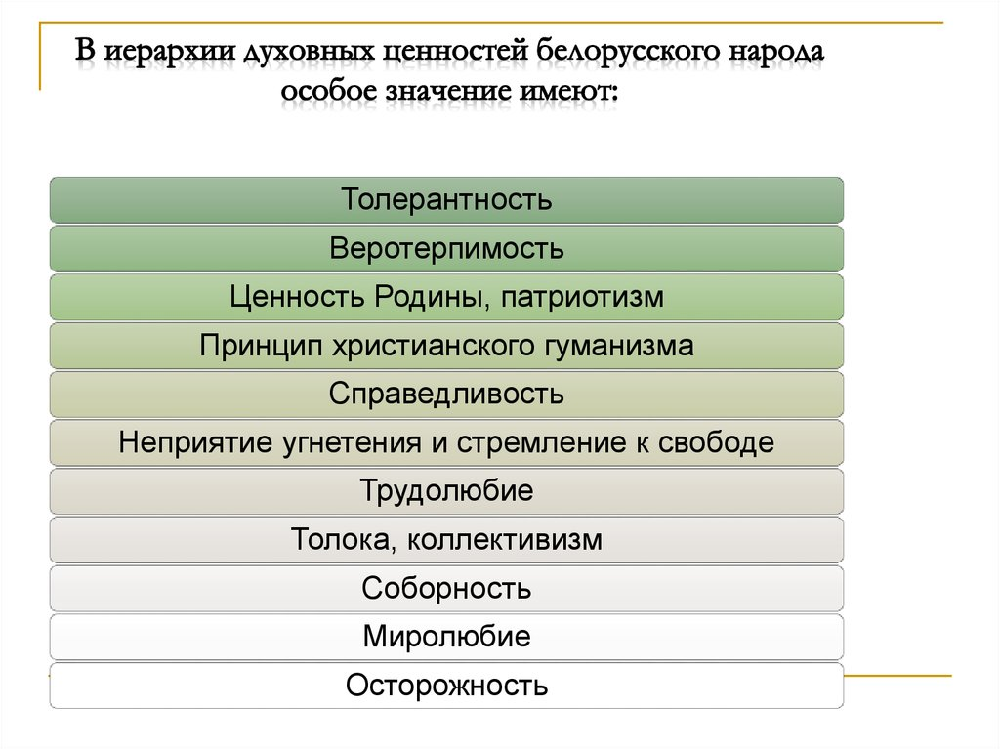 В иерархии духовных ценностей белорусского народа
особое значение имеют:
Толерантность
Веротерпимость
Ценность Родины, патриотизм
Принцип христианского гуманизма
Справедливость
Неприятие угнетения и стремление к свободе
Трудолюбие
Толока, коллективизм
Соборность
Миролюбие
Осторожность